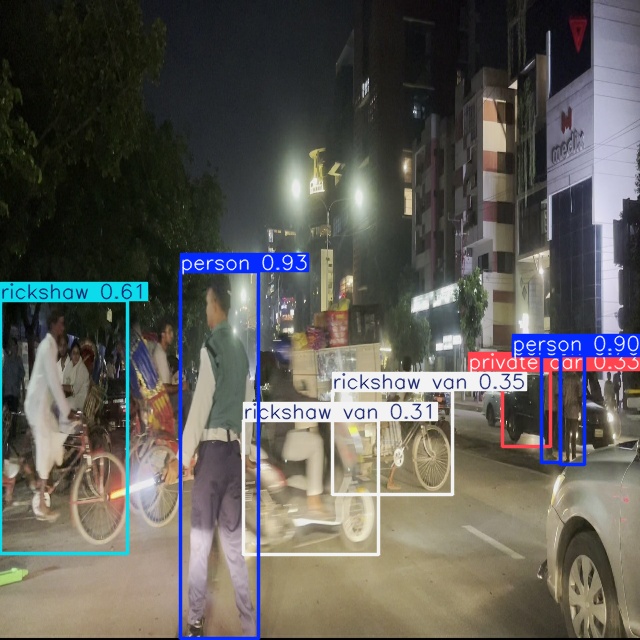 medix
person 0.93
rickshaw 0.61
person 0.90
private car 0.33
rickshaw van 0.35
rickshaw van 0.31